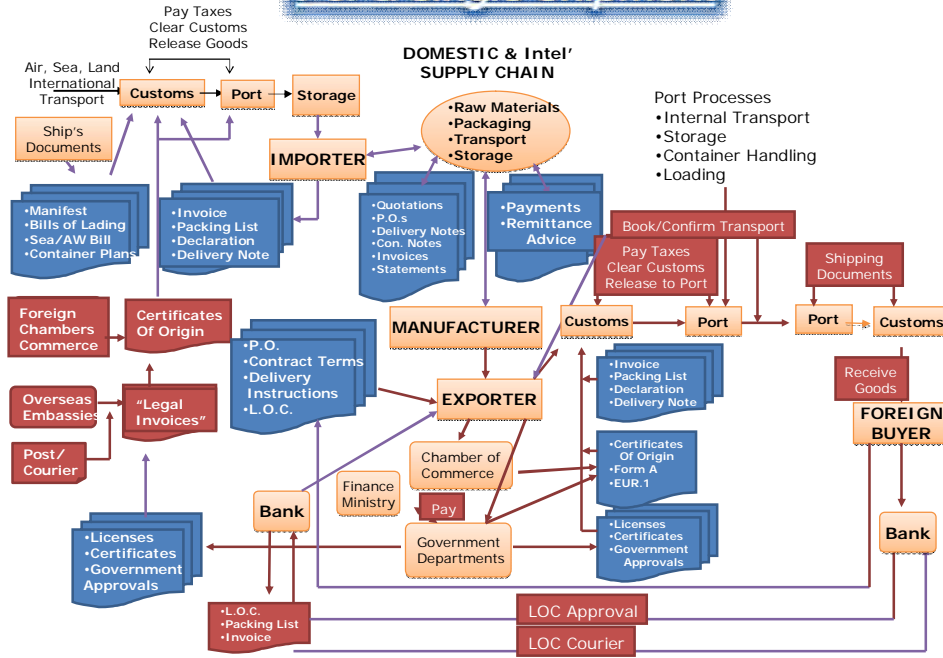 Pay Taxes
Clear Customs
Release Goods
Air, Sea, Land
International
Transport
Customs
Port
Storage
Ship's
Documents
IMPORTER
DOMESTIC & Intel'
SUPPLY CHAIN
•Raw Materials
•Packaging
•Transport
•Storage
Port Processes
•Internal Transport
•Storage
•Container Handling
•Loading
•Manifest
•Bills of Lading
•Sea/AW Bill
•Container Plans
•Invoice
•Packing List
•Declaration
•Delivery Note
•Quotations
•P.O.s
•Delivery Notes
•Con. Notes
•Invoices
•Statements
•Payments
•Remittance
Advice
Book/Confirm Transport
Pay Taxes
Clear Customs
Release to Port
Shipping
Documents
Foreign
Chambers
Commerce
Certificates
Of Origin
•P.O.
•Contract Terms
•Delivery
Instructions
•L.O.C.
MANUFACTURER
Customs
Port
Port
Customs
•Invoice
•Packing List
•Declaration
•Delivery Note
Receive
Goods
Overseas
Embassies
"Legal
Invoices"
EXPORTER
FOREIGN
BUYER
Post/
Courier
Chamber of
Commerce
•Certificates
Of Origin
•Form A
•EUR.1
Finance
Ministry
Pay
Bank
Government
Departments
•Licenses
•Certificates
•Government
Approvals
•Licenses
•Certificates
•Government
Approvals
Bank
•L.O.C.
•Packing List
•Invoice
LOC Approval
LOC Courier